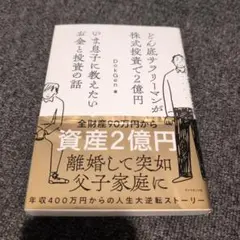 どん底サラリーマンが
株式投資で2億円
いま息子に教えたい
お金と投資の話
DokGen 著
全財産90万円から
資産2億円
離婚して突如
父子家庭に
年収400万円からの人生大逆転ストーリー